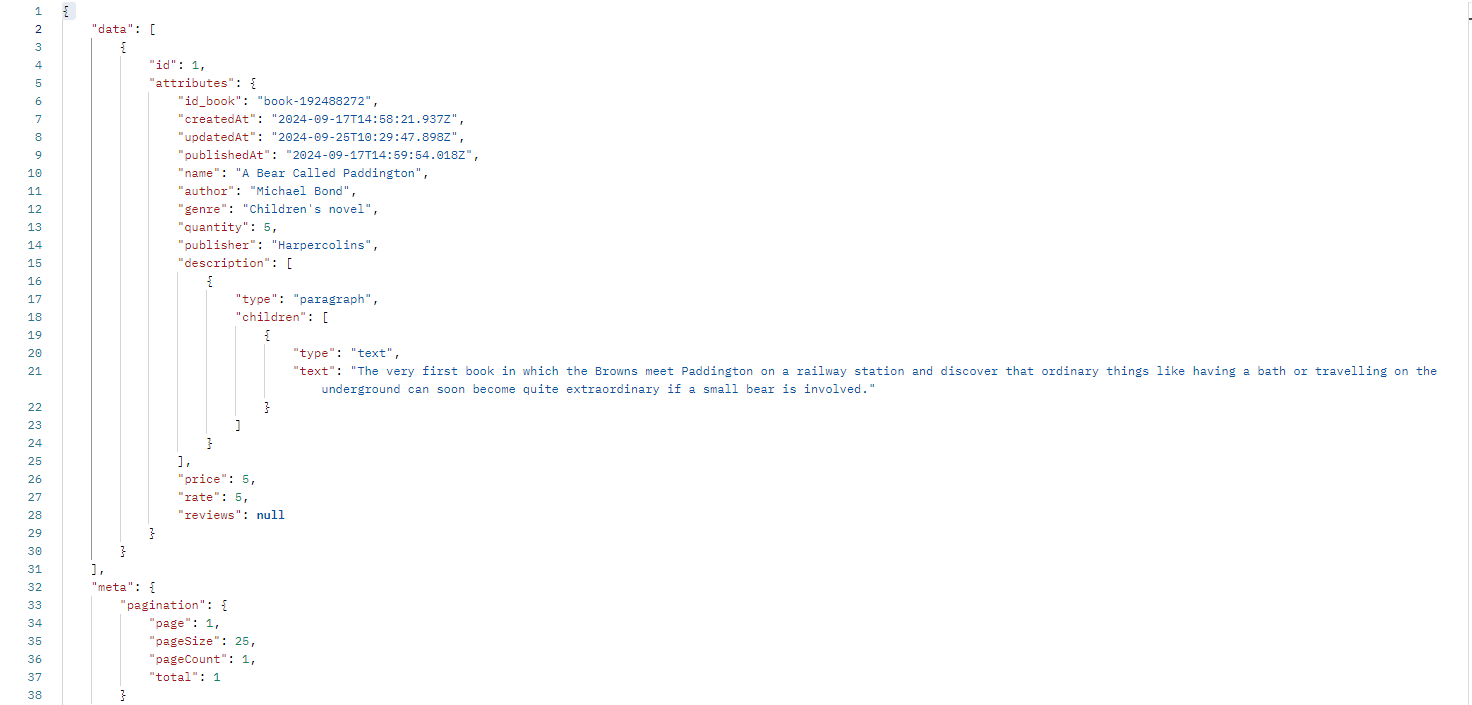 1 {
2 "data": [
3 {
4 "id": 1,
5 "attributes": {
6 "id_book": "book-192488272",
7 "createdAt": "2024-09-17T14:58:21.937Z",
8 "updatedAt": "2024-09-25T10:29:47.898Z",
9 "publishedAt": "2024-09-17T14:59:54.018Z",
10 "name": "A Bear Called Paddington",
11 "author": "Michael Bond",
12 "genre": "Children's novel",
13 "quantity": 5,
14 "publisher": "Harpercolins",
15 "description": [
16 {
17 "type": "paragraph",
18 "children": [
19 {
20 "type": "text",
21 "text": "The very first book in which the Browns meet Paddington on a railway station and discover that ordinary things like having a bath or travelling on the
underground can soon become quite extraordinary if a small bear is involved."
22 }
23 ]
24 }
25 ],
26 "price": 5,
27 "rate": 5,
28 "reviews": null
29 }
30 }
31 ],
32 "meta": {
33 "pagination": {
34 "page": 1,
35 "pageSize": 25,
36 "pageCount": 1,
37 "total": 1
38 }